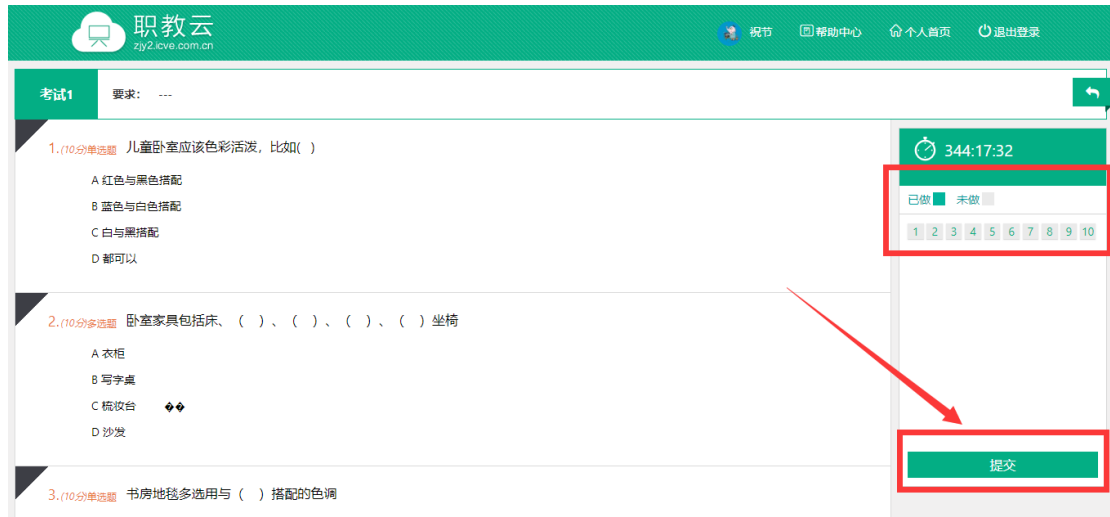 职教云
zjy2.icve.com.cn
祝节 帮助中心 个人首页 退出登录
考试1 要求： ---
1.(10分)单选题 儿童卧室应该色彩活泼，比如( )
A 红色与黑色搭配
B 蓝色与白色搭配
C 白与黑搭配
D 都可以
2.(10分)多选题 卧室家具包括床、（ ）、（ ）、（ ）、（ ）坐椅
A 衣柜
B 写字桌
C 梳妆台 ��
D 沙发
3.(10分)单选题 书房地毯多选用与（ ）搭配的色调
344:17:32
已做 未做
1 2 3 4 5 6 7 8 9 10
提交